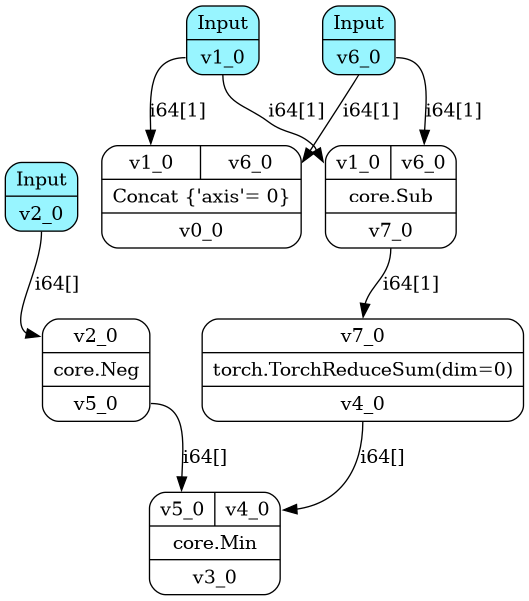 Input
v1_0
Input
v6_0
i64[1]
i64[1]
i64[1]
i64[1]
v1_0 v6_0
Concat {'axis'= 0}
v0_0
v1_0 v6_0
core.Sub
v7_0
Input
v2_0
i64[]
i64[1]
v2_0
core.Neg
v5_0
v7_0
torch.TorchReduceSum(dim=0)
v4_0
i64[]
i64[]
v5_0 v4_0
core.Min
v3_0